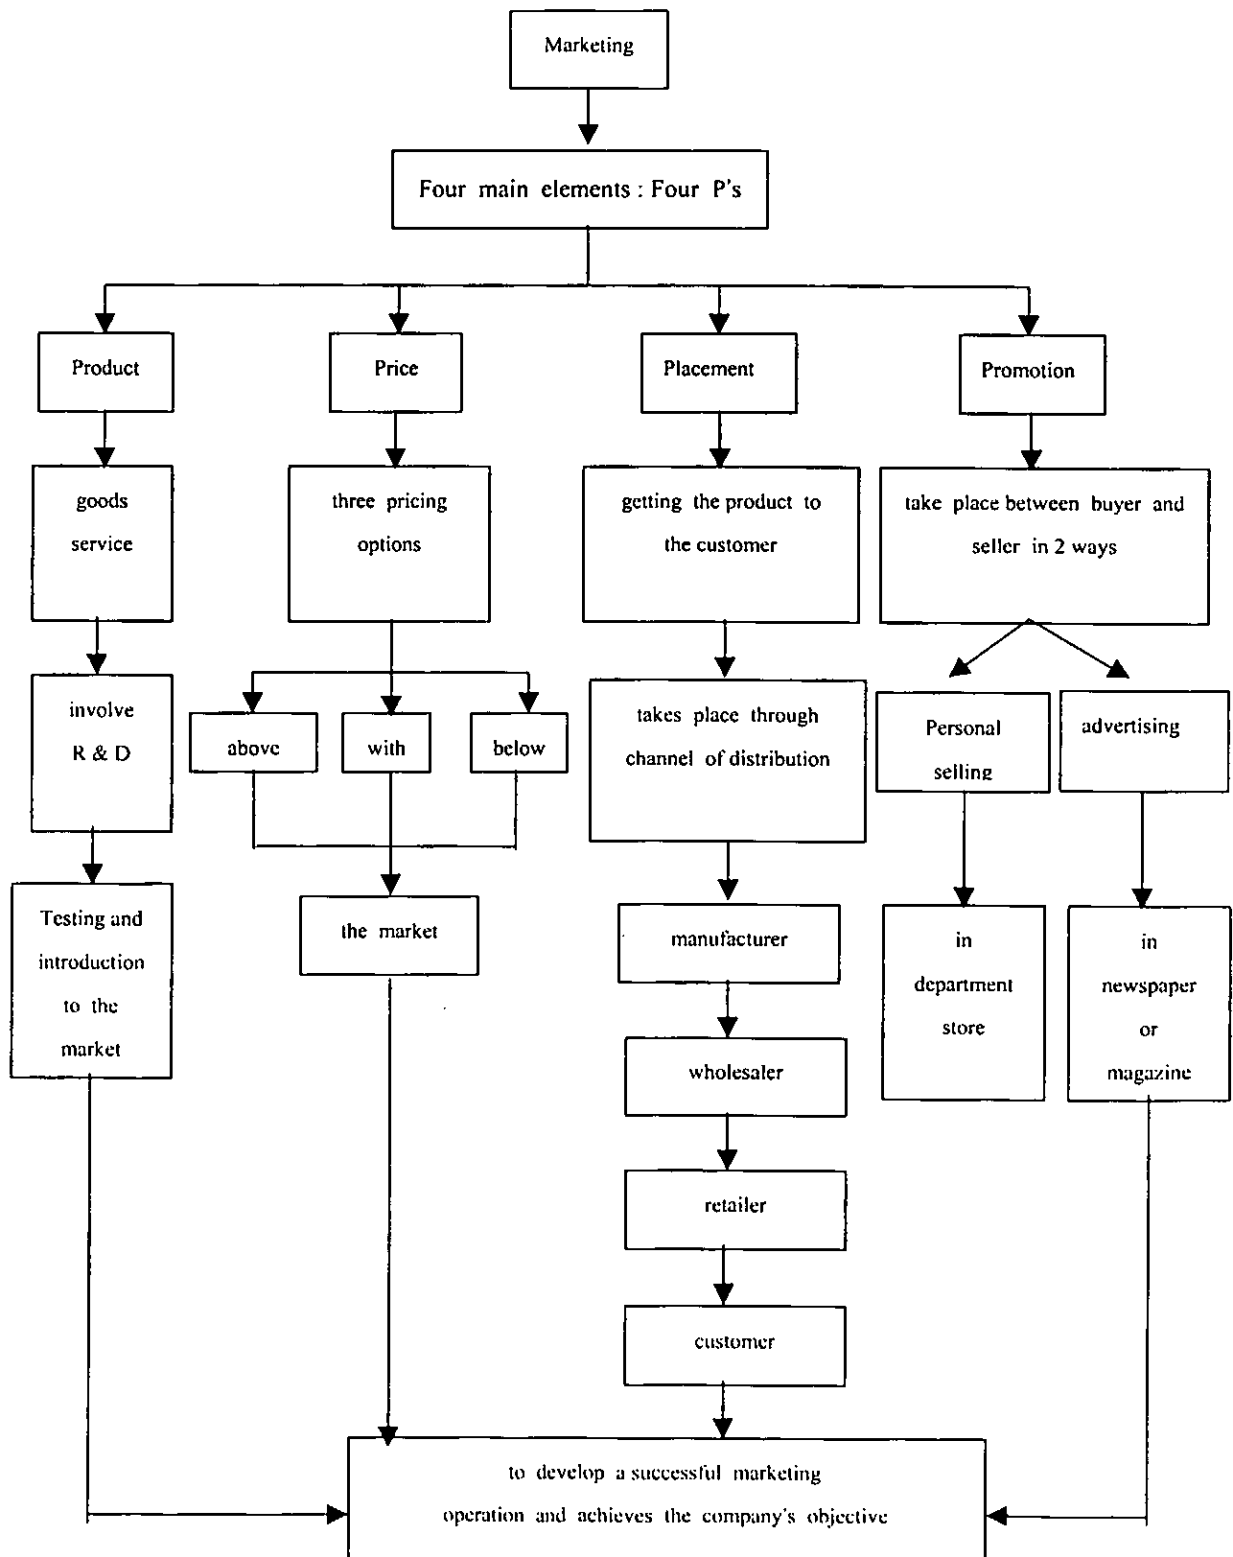 Marketing
Four main elements : Four P's
Product
Price
Placement
Promotion
goods
service
three pricing
options
getting the product to
the customer
take place between buyer and
seller in 2 ways
involve
R & D
above
with
below
takes place through
channel of distribution
Personal
selling
advertising
Testing and
introduction
to the
market
the market
manufacturer
in
department
store
in
newspaper
or
magazine
wholesaler
retailer
customer
to develop a successful marketing
operation and achieves the company's objective